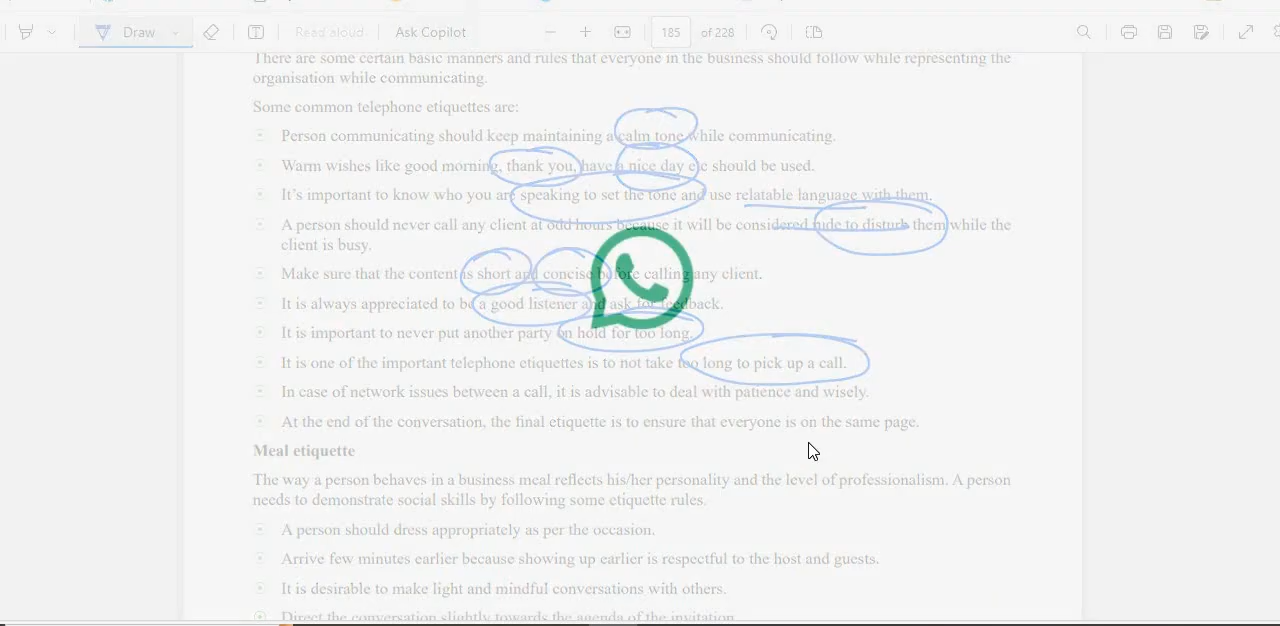 Draw
Read aloud
Ask Copilot
185 of 228
There are some certain basic manners and rules that everyone in the business should follow while representing the
organisation while communicating.
Some common telephone etiquettes are:
Person communicating should keep maintaining a calm tone while communicating.
Warm wishes like good morning, thank you, have a nice day etc should be used.
It's important to know who you are speaking to set the tone and use relatable language with them.
A person should never call any client at odd hours because it will be considered rude to disturb them while the
client is busy.
Make sure that the content is short and concise before calling any client.
It is always appreciated to be a good listener and ask for feedback.
It is important to never put another party on hold for too long.
It is one of the important telephone etiquettes is to not take too long to pick up a call.
In case of network issues between a call, it is advisable to deal with patience and wisely.
At the end of the conversation, the final etiquette is to ensure that everyone is on the same page.
Meal etiquette
The way a person behaves in a business meal reflects his/her personality and the level of professionalism. A person
needs to demonstrate social skills by following some etiquette rules.
A person should dress appropriately as per the occasion.
Arrive few minutes earlier because showing up earlier is respectful to the host and guests.
It is desirable to make light and mindful conversations with others.
Direct the conversation slightly towards the agenda of the invitation.